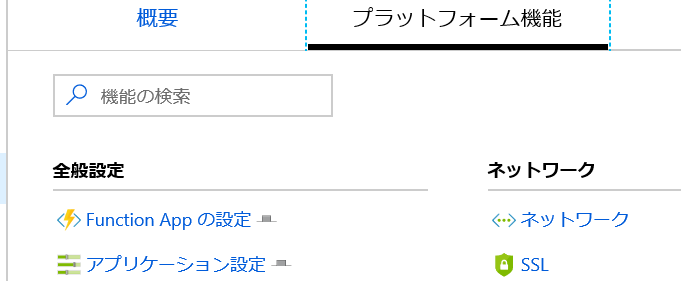 概要
プラットフォーム機能
機能の検索
全般設定
Function App の設定
アプリケーション設定
ネットワーク
ネットワーク
SSL